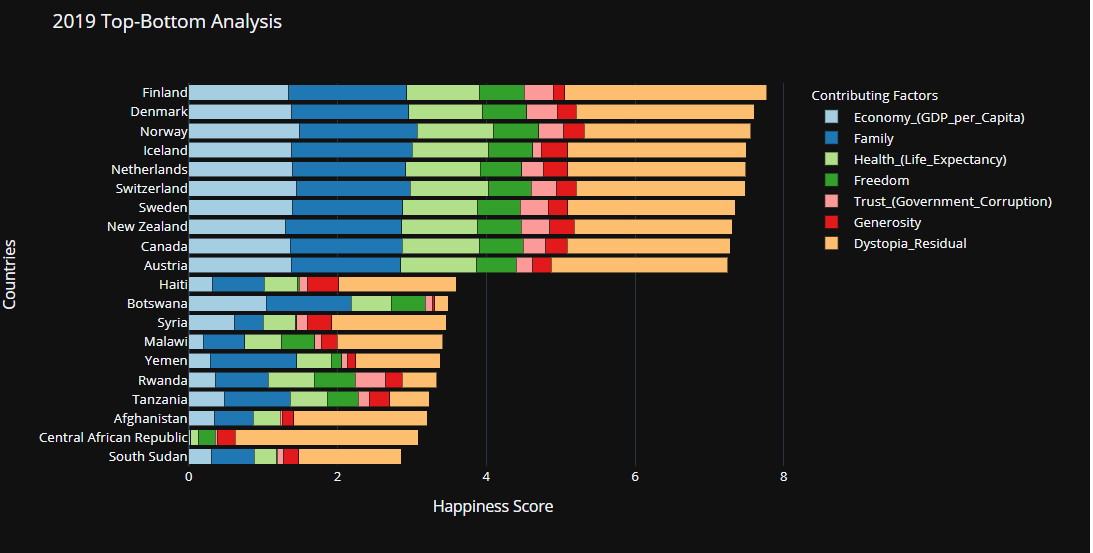 2019 Top-Bottom Analysis
Contributing Factors
Economy_(GDP_per_Capita)
Family
Health_(Life_Expectancy)
Freedom
Trust_(Government_Corruption)
Generosity
Dystopia_Residual
Countries
Finland
Denmark
Norway
Iceland
Netherlands
Switzerland
Sweden
New Zealand
Canada
Austria
Haiti
Botswana
Syria
Malawi
Yemen
Rwanda
Tanzania
Afghanistan
Central African Republic
South Sudan
0 2 4 6 8
Happiness Score